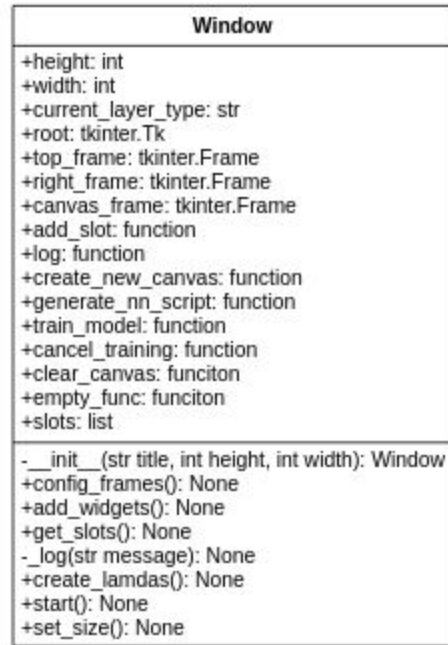 Window
+height: int
+width: int
+current_layer_type: str
+root: tkinter.Tk
+top_frame: tkinter.Frame
+right_frame: tkinter.Frame
+canvas_frame: tkinter.Frame
+add_slot: function
+log: function
+create_new_canvas: function
+generate_nn_script: function
+train_model: function
+cancel_training: function
+clear_canvas: funciton
+empty_func: funciton
+slots: list
-__init__(str title, int height, int width): Window
+config_frames(): None
+add_widgets(): None
+get_slots(): None
-_log(str message): None
+create_lamdas(): None
+start(): None
+set_size(): None